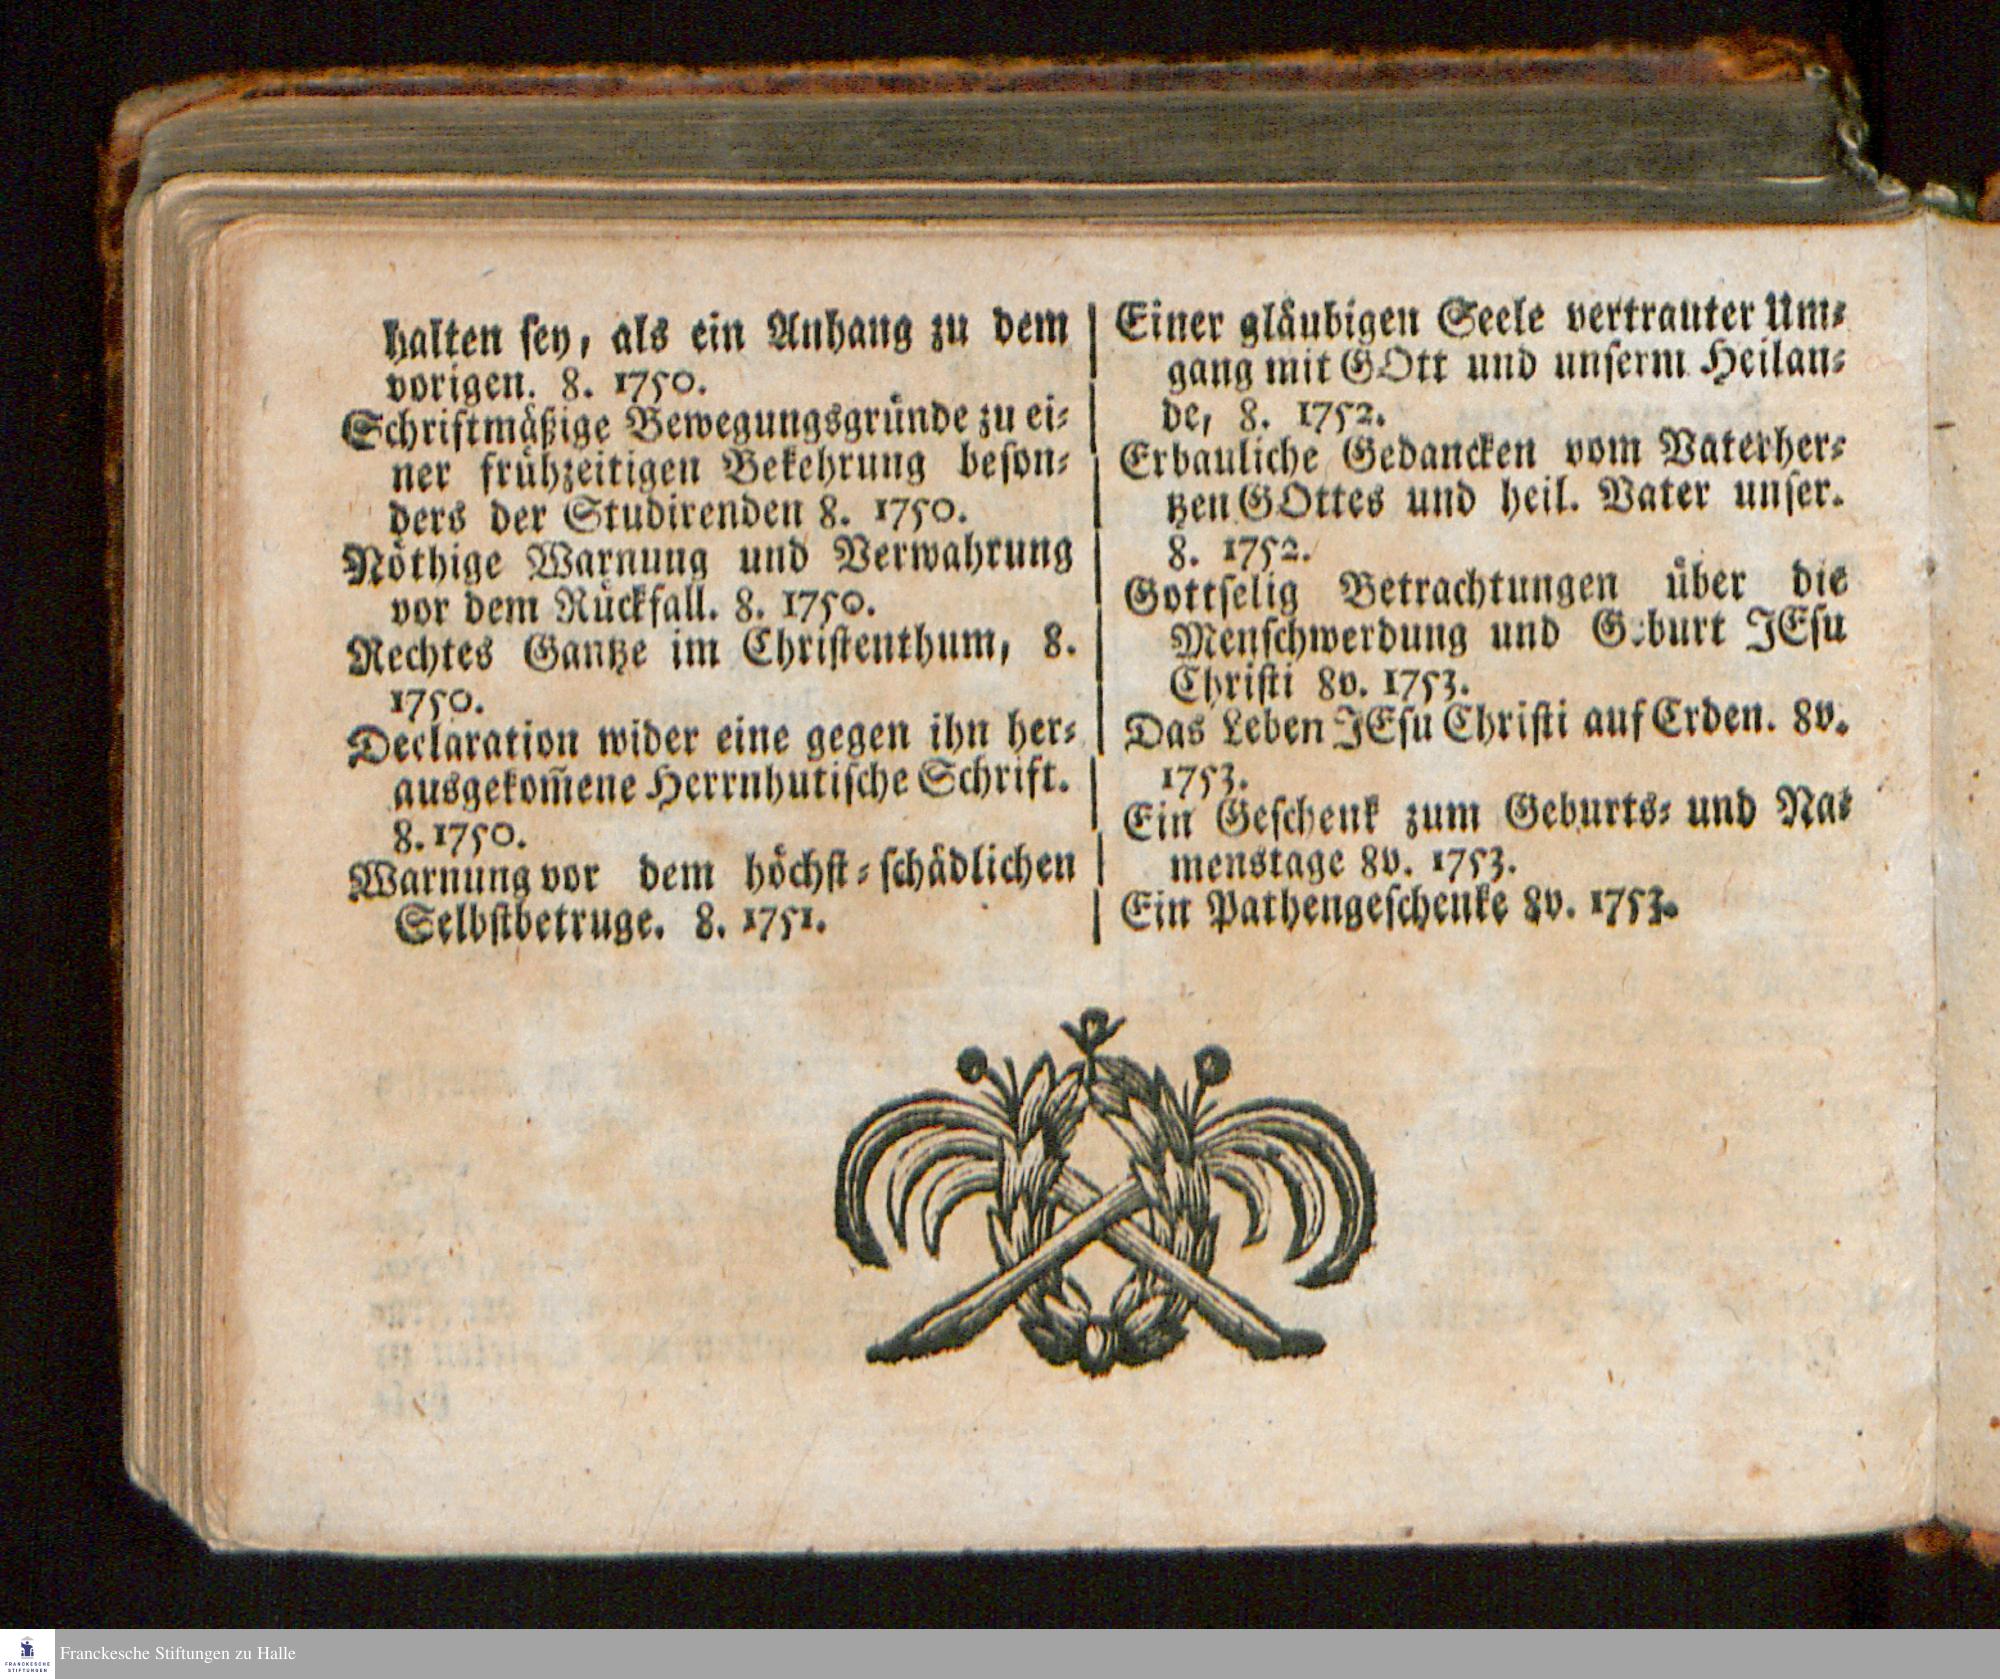 halten sey, als ein Anhang zu dem
vorigen. 8. 1750.
Schriftmäßige Bewegungsgründe zu ei⸗
ner frühzeitigen Bekehrung beson⸗
ders der Studirenden 8. 1750.
Nöthige Warnung und Verwahrung
vor dem Rückfall. 8. 1750.
Rechtes Gantze im Christenthum, 8.
1750.
Declaration wider eine gegen ihn her⸗
ausgekom̃ene Herrnhutische Schrift.
8. 1750.
Warnung vor dem höchst⸗schädlichen
Selbstbetruge. 8. 1751.
Einer gläubigen Seele vertrauter Um⸗
gang mit GOtt und unserm Heilan⸗
de, 8. 1752.
Erbauliche Gedancken vom Vaterher⸗
tzen GOttes und heil. Vater unser.
8. 1752.
Gottselig Betrachtungen über die
Menschwerdung und Geburt JEsu
Christi 8v. 1753.
Das Leben JEsu Christi auf Erden. 8v.
1753.
Ein Geschenk zum Geburts⸗ und Na⸗
menstage 8v. 1753.
Ein Pathengeschenke 8v. 1753.
FRANCKESCHE
STIFTUNGEN
Franckesche Stiftungen zu Halle